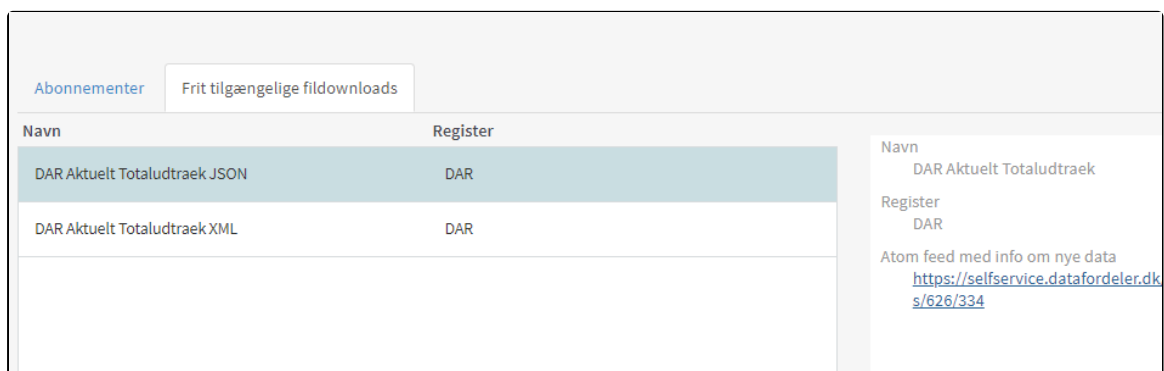 Abonnementer Frit tilgængelige fildownloads
Navn Register
DAR Aktuelt Totaludtraek JSON DAR
DAR Aktuelt Totaludtraek XML DAR
Navn
DAR Aktuelt Totaludtraek
Register
DAR
Atom feed med info om nye data
https://selfservice.datafordeler.dk
s/626/334